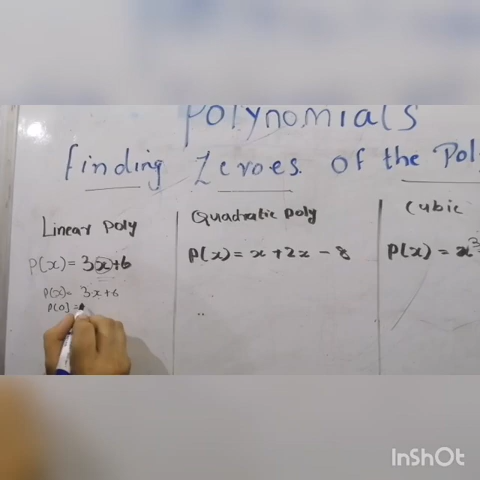 Polynomials
Finding Zeroes of the Pol
Linear Poly
P(x) = 3x+6
P(x) = 3x+6
P(0) =
Quadratic Poly
P(x) = x+2x-8
Cubic
P(x) = x³
InShOt